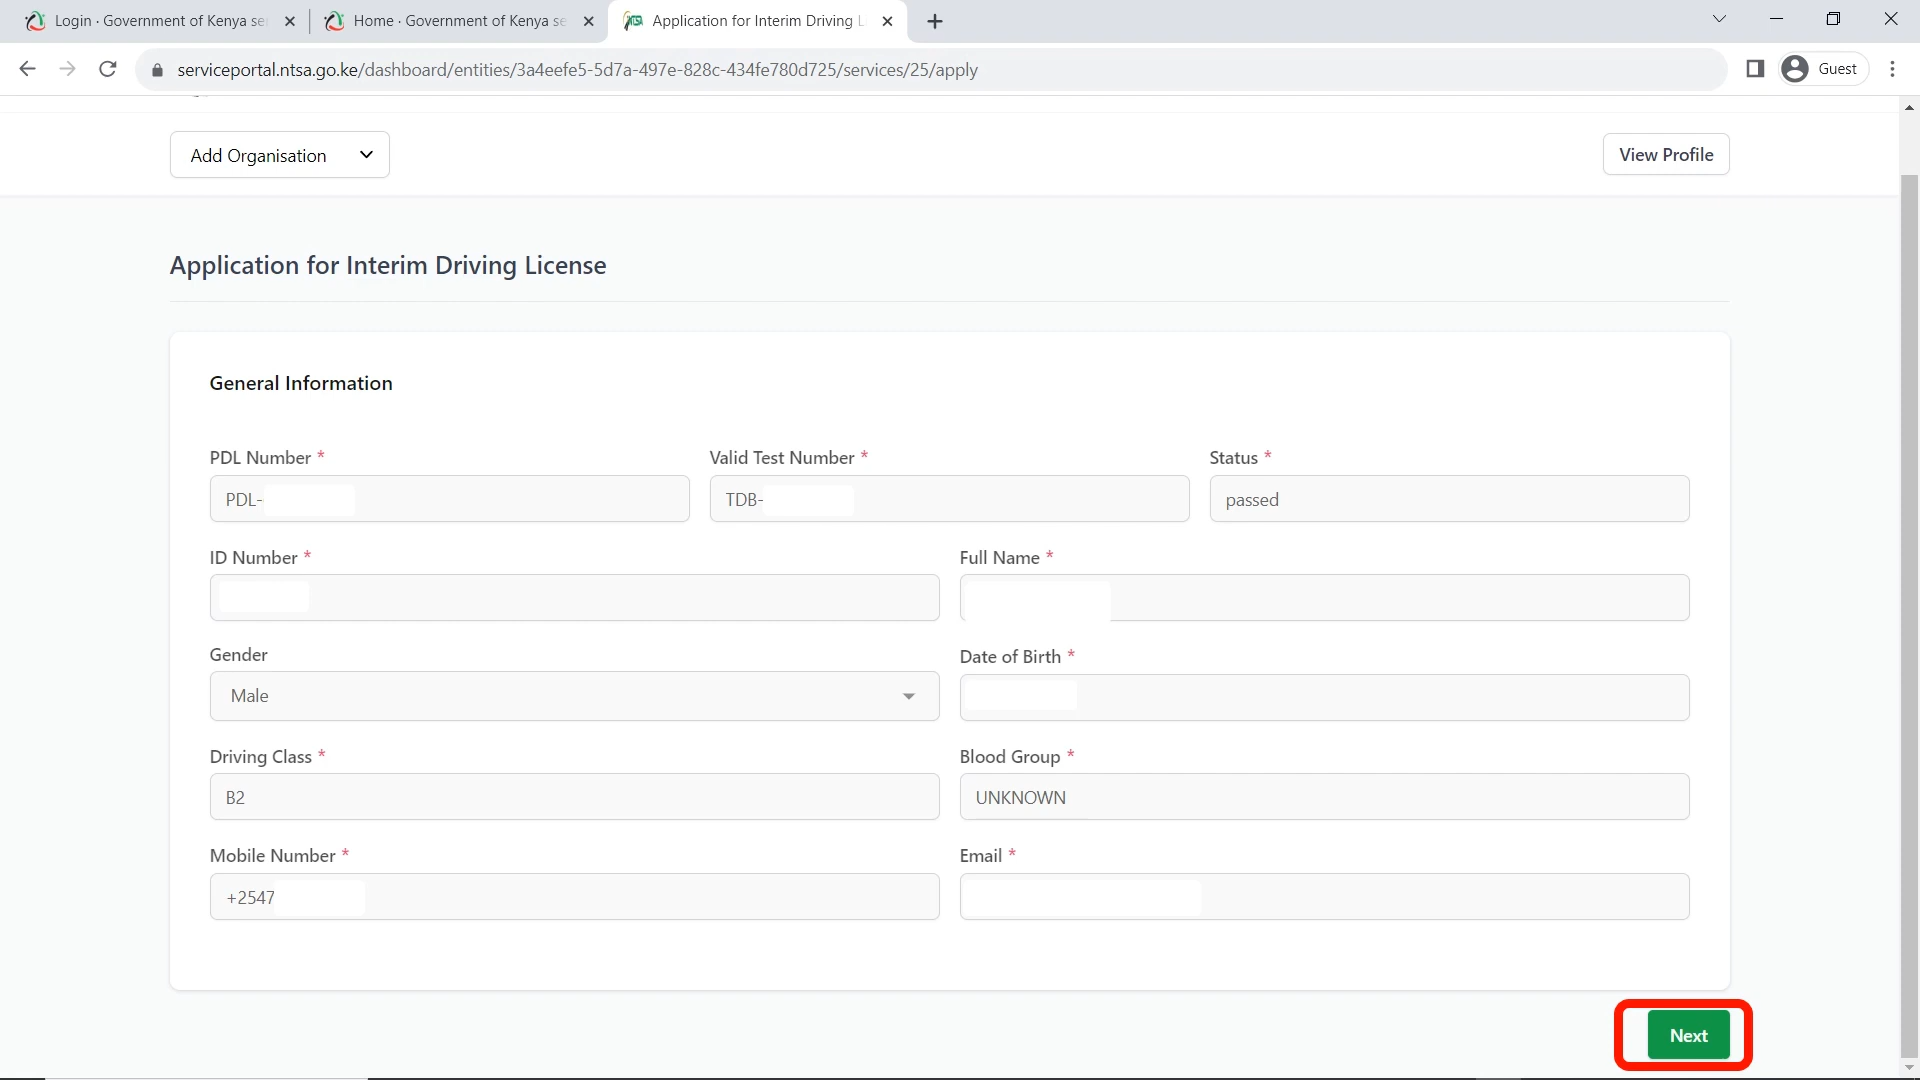 Login · Government of Kenya se
Home · Government of Kenya se
NTSA
Application for Interim Driving L
serviceportal.ntsa.go.ke/dashboard/entities/3a4eefe5-5d7a-497e-828c-434fe780d725/services/25/apply
Guest
Add Organisation
View Profile
Application for Interim Driving License
General Information
PDL Number *
Valid Test Number *
Status *
PDL-
TDB-
passed
ID Number *
Full Name *
Gender
Date of Birth *
Male
Driving Class *
Blood Group *
B2
UNKNOWN
Mobile Number *
Email *
+2547
Next